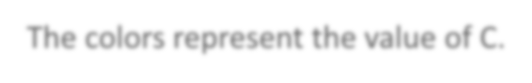 The colors represent the value of C.